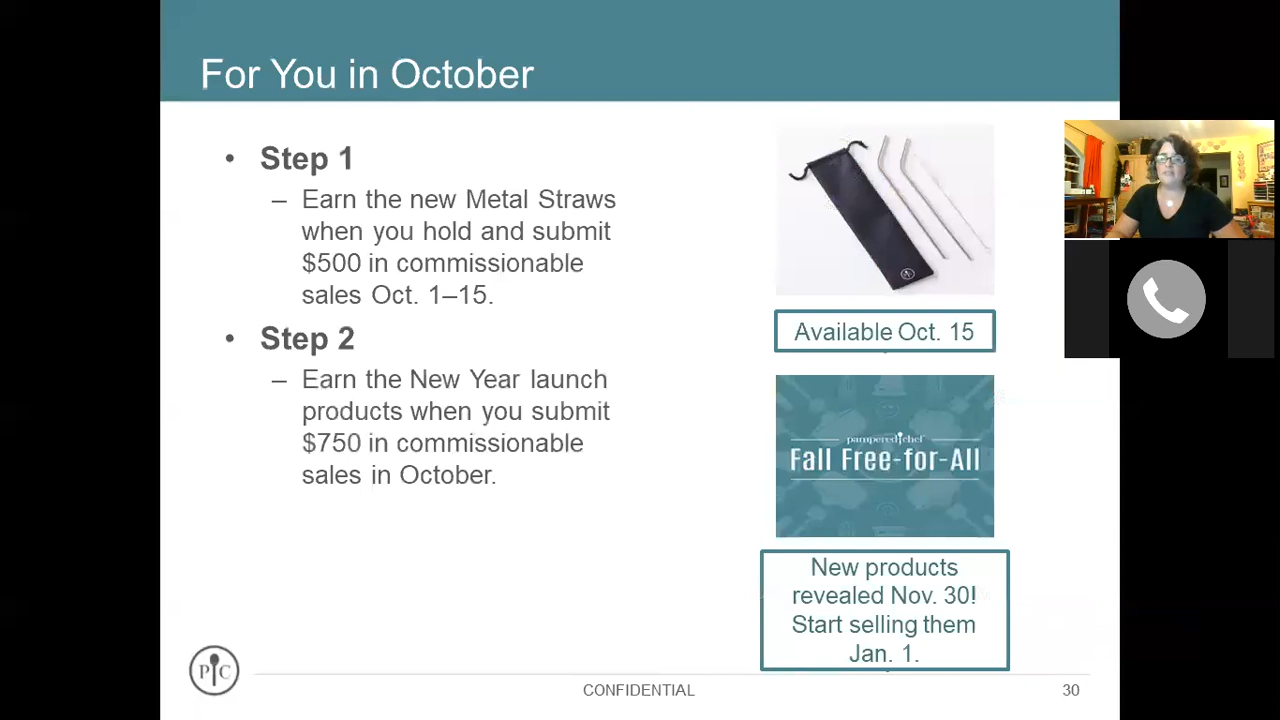 For You in October
• Step 1
– Earn the new Metal Straws
when you hold and submit
$500 in commissionable
sales Oct. 1–15.
• Step 2
– Earn the New Year launch
products when you submit
$750 in commissionable
sales in October.
Available Oct. 15
pampered chef
Fall Free-for-All
New products
revealed Nov. 30!
Start selling them
Jan. 1.
PC
CONFIDENTIAL
30